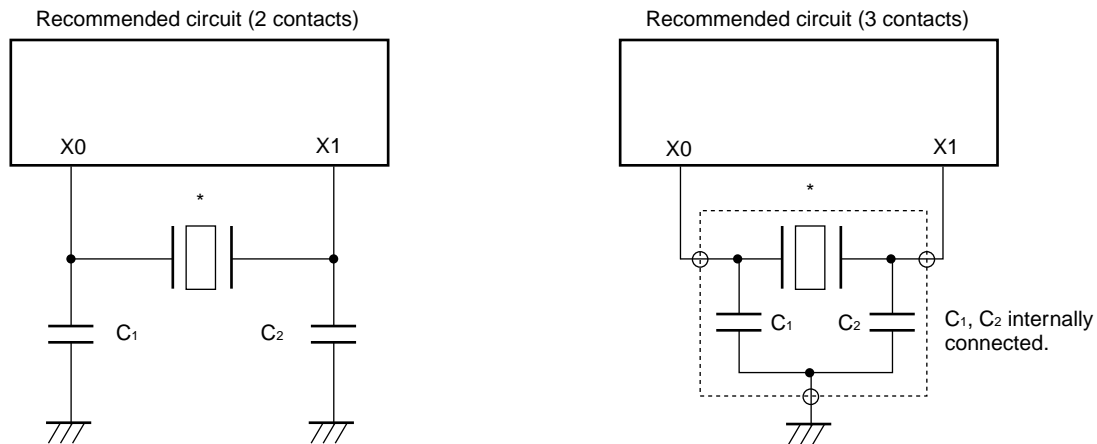 Recommended circuit (2 contacts)
X0
X1
*
C1
C2
Recommended circuit (3 contacts)
X0
X1
*
C1
C2
C1, C2 internally
connected.